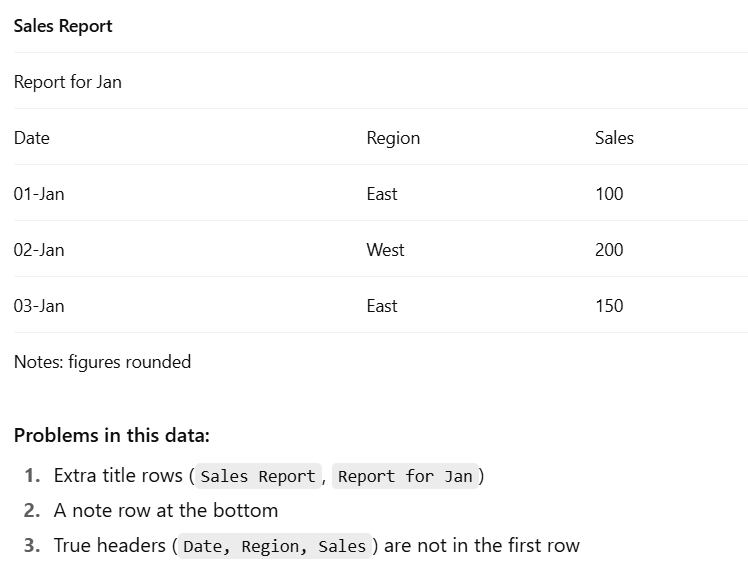 Sales Report
Report for Jan
Date Region Sales
01-Jan East 100
02-Jan West 200
03-Jan East 150
Notes: figures rounded
Problems in this data:
1. Extra title rows (Sales Report, Report for Jan)
2. A note row at the bottom
3. True headers (Date, Region, Sales) are not in the first row